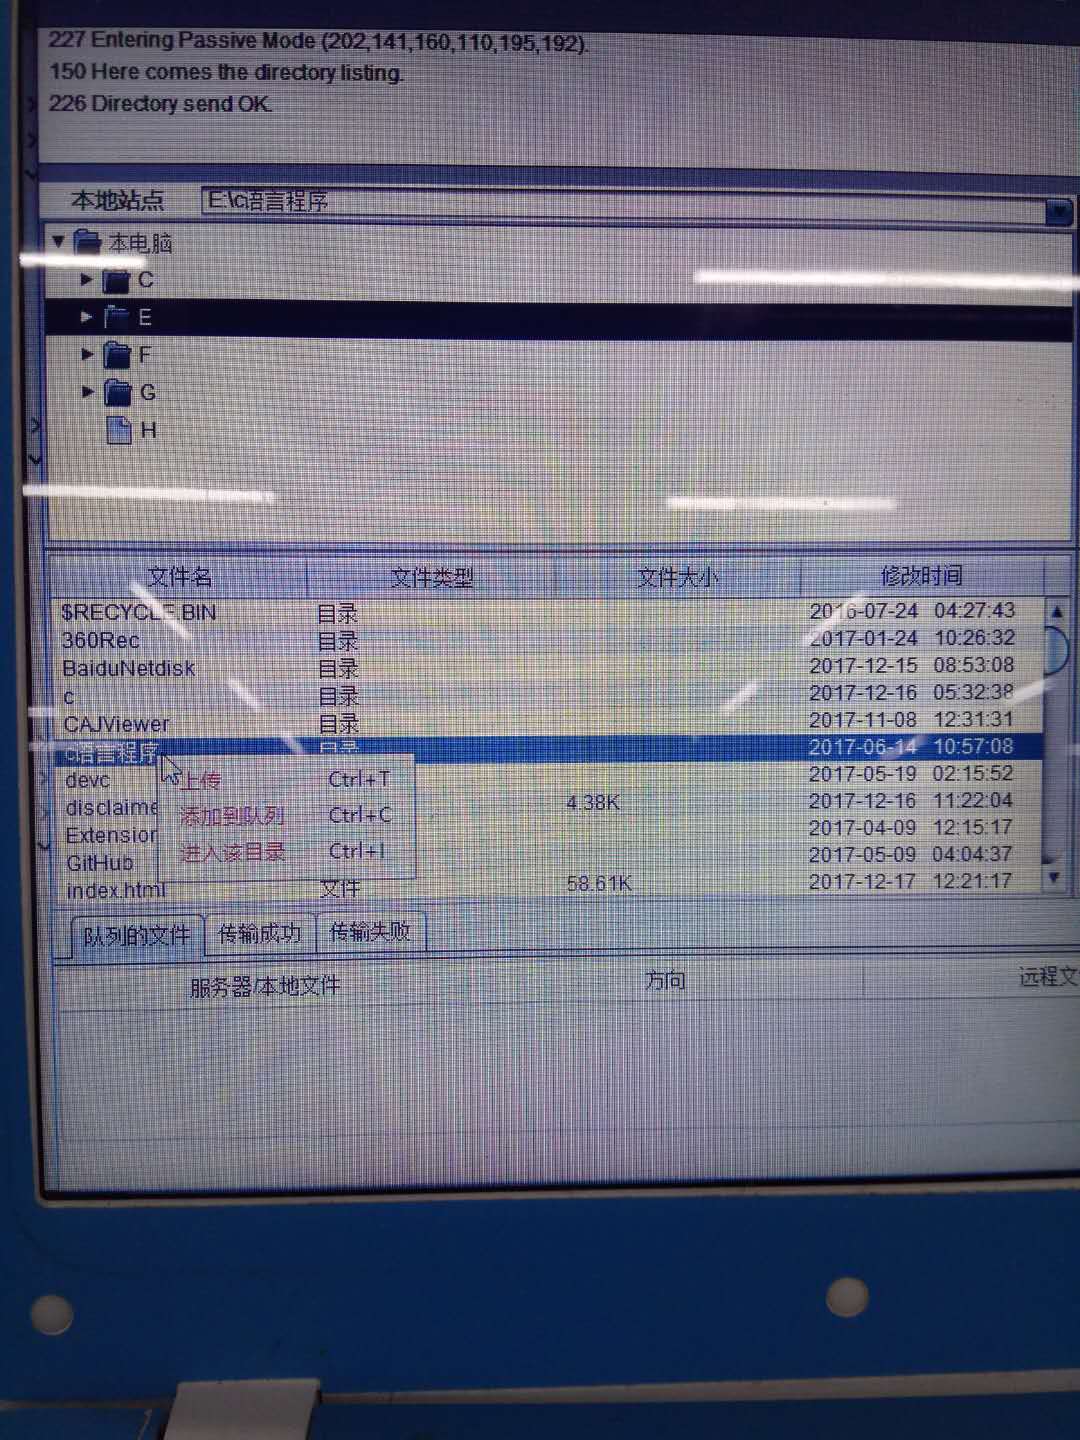 227 Entering Passive Mode (202,141,160,110,195,192).
150 Here comes the directory listing.
226 Directory send OK.
本地站点 E:\c语言程序
本电脑
C
E
F
G
H
文件名 文件类型 文件大小 修改时间
$RECYCLE.BIN 目录 2016-07-24 04:27:43
360Rec 目录 2017-01-24 10:26:32
BaiduNetdisk 目录 2017-12-15 08:53:08
c 目录 2017-12-16 05:32:38
CAJViewer 目录 2017-11-08 12:31:31
c语言程序 目录 2017-06-14 10:57:08
devc 2017-05-19 02:15:52
disclaime 4.38K 2017-12-16 11:22:04
Extension 2017-04-09 12:15:17
GitHub 2017-05-09 04:04:37
index.html 文件 58.61K 2017-12-17 12:21:17
上传 Ctrl+T
添加到队列 Ctrl+C
进入该目录 Ctrl+I
队列的文件 传输成功 传输失败
服务器/本地文件 方向 远程文